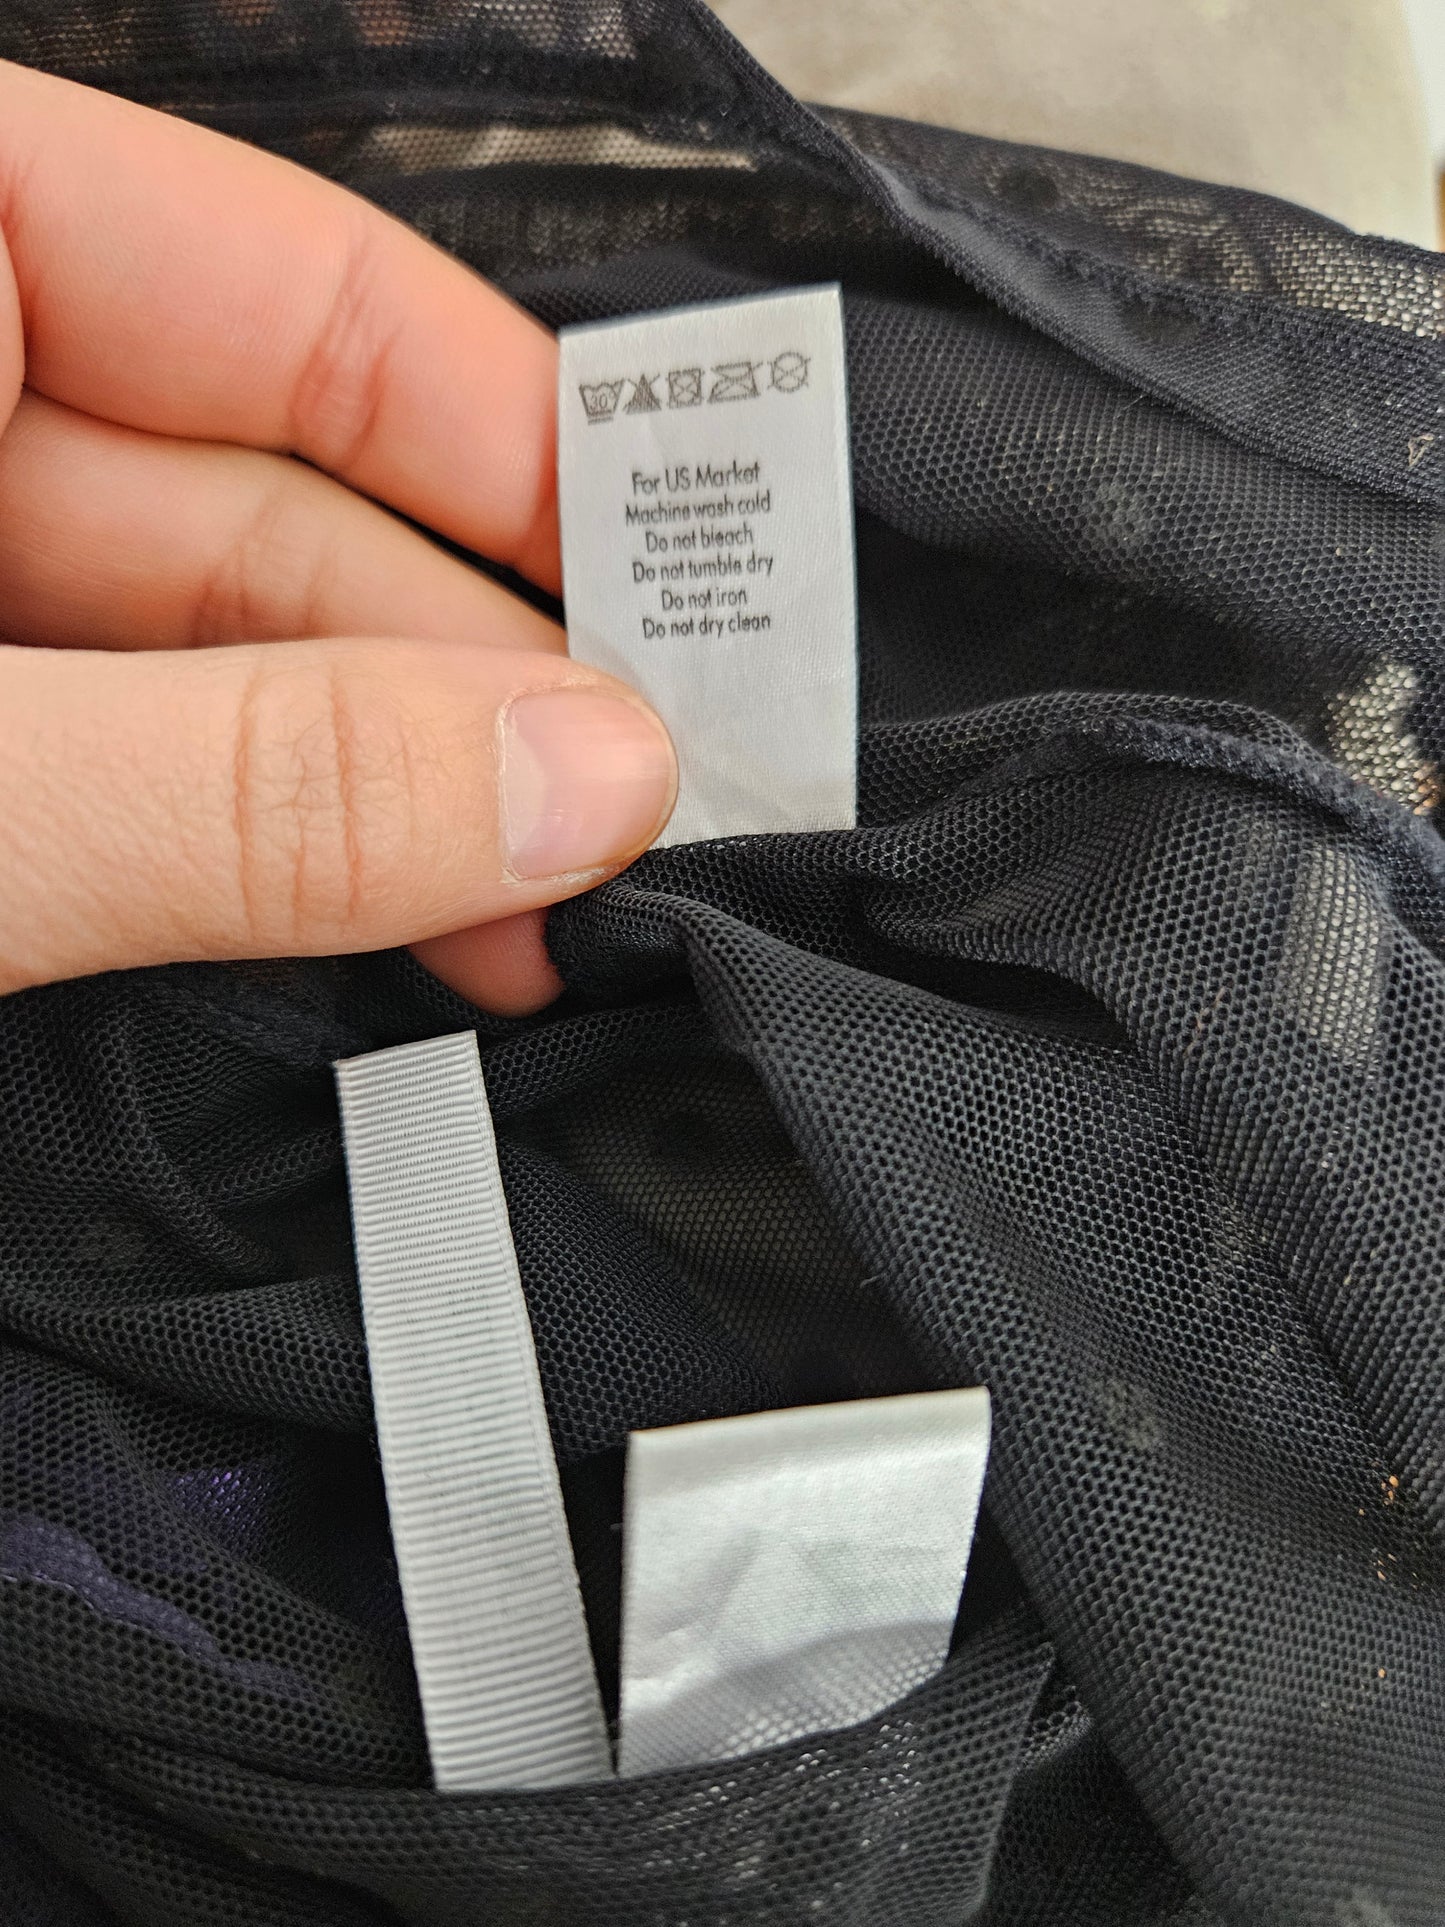 30°
For US Market
Machine wash cold
Do not bleach
Do not tumble dry
Do not iron
Do not dry clean